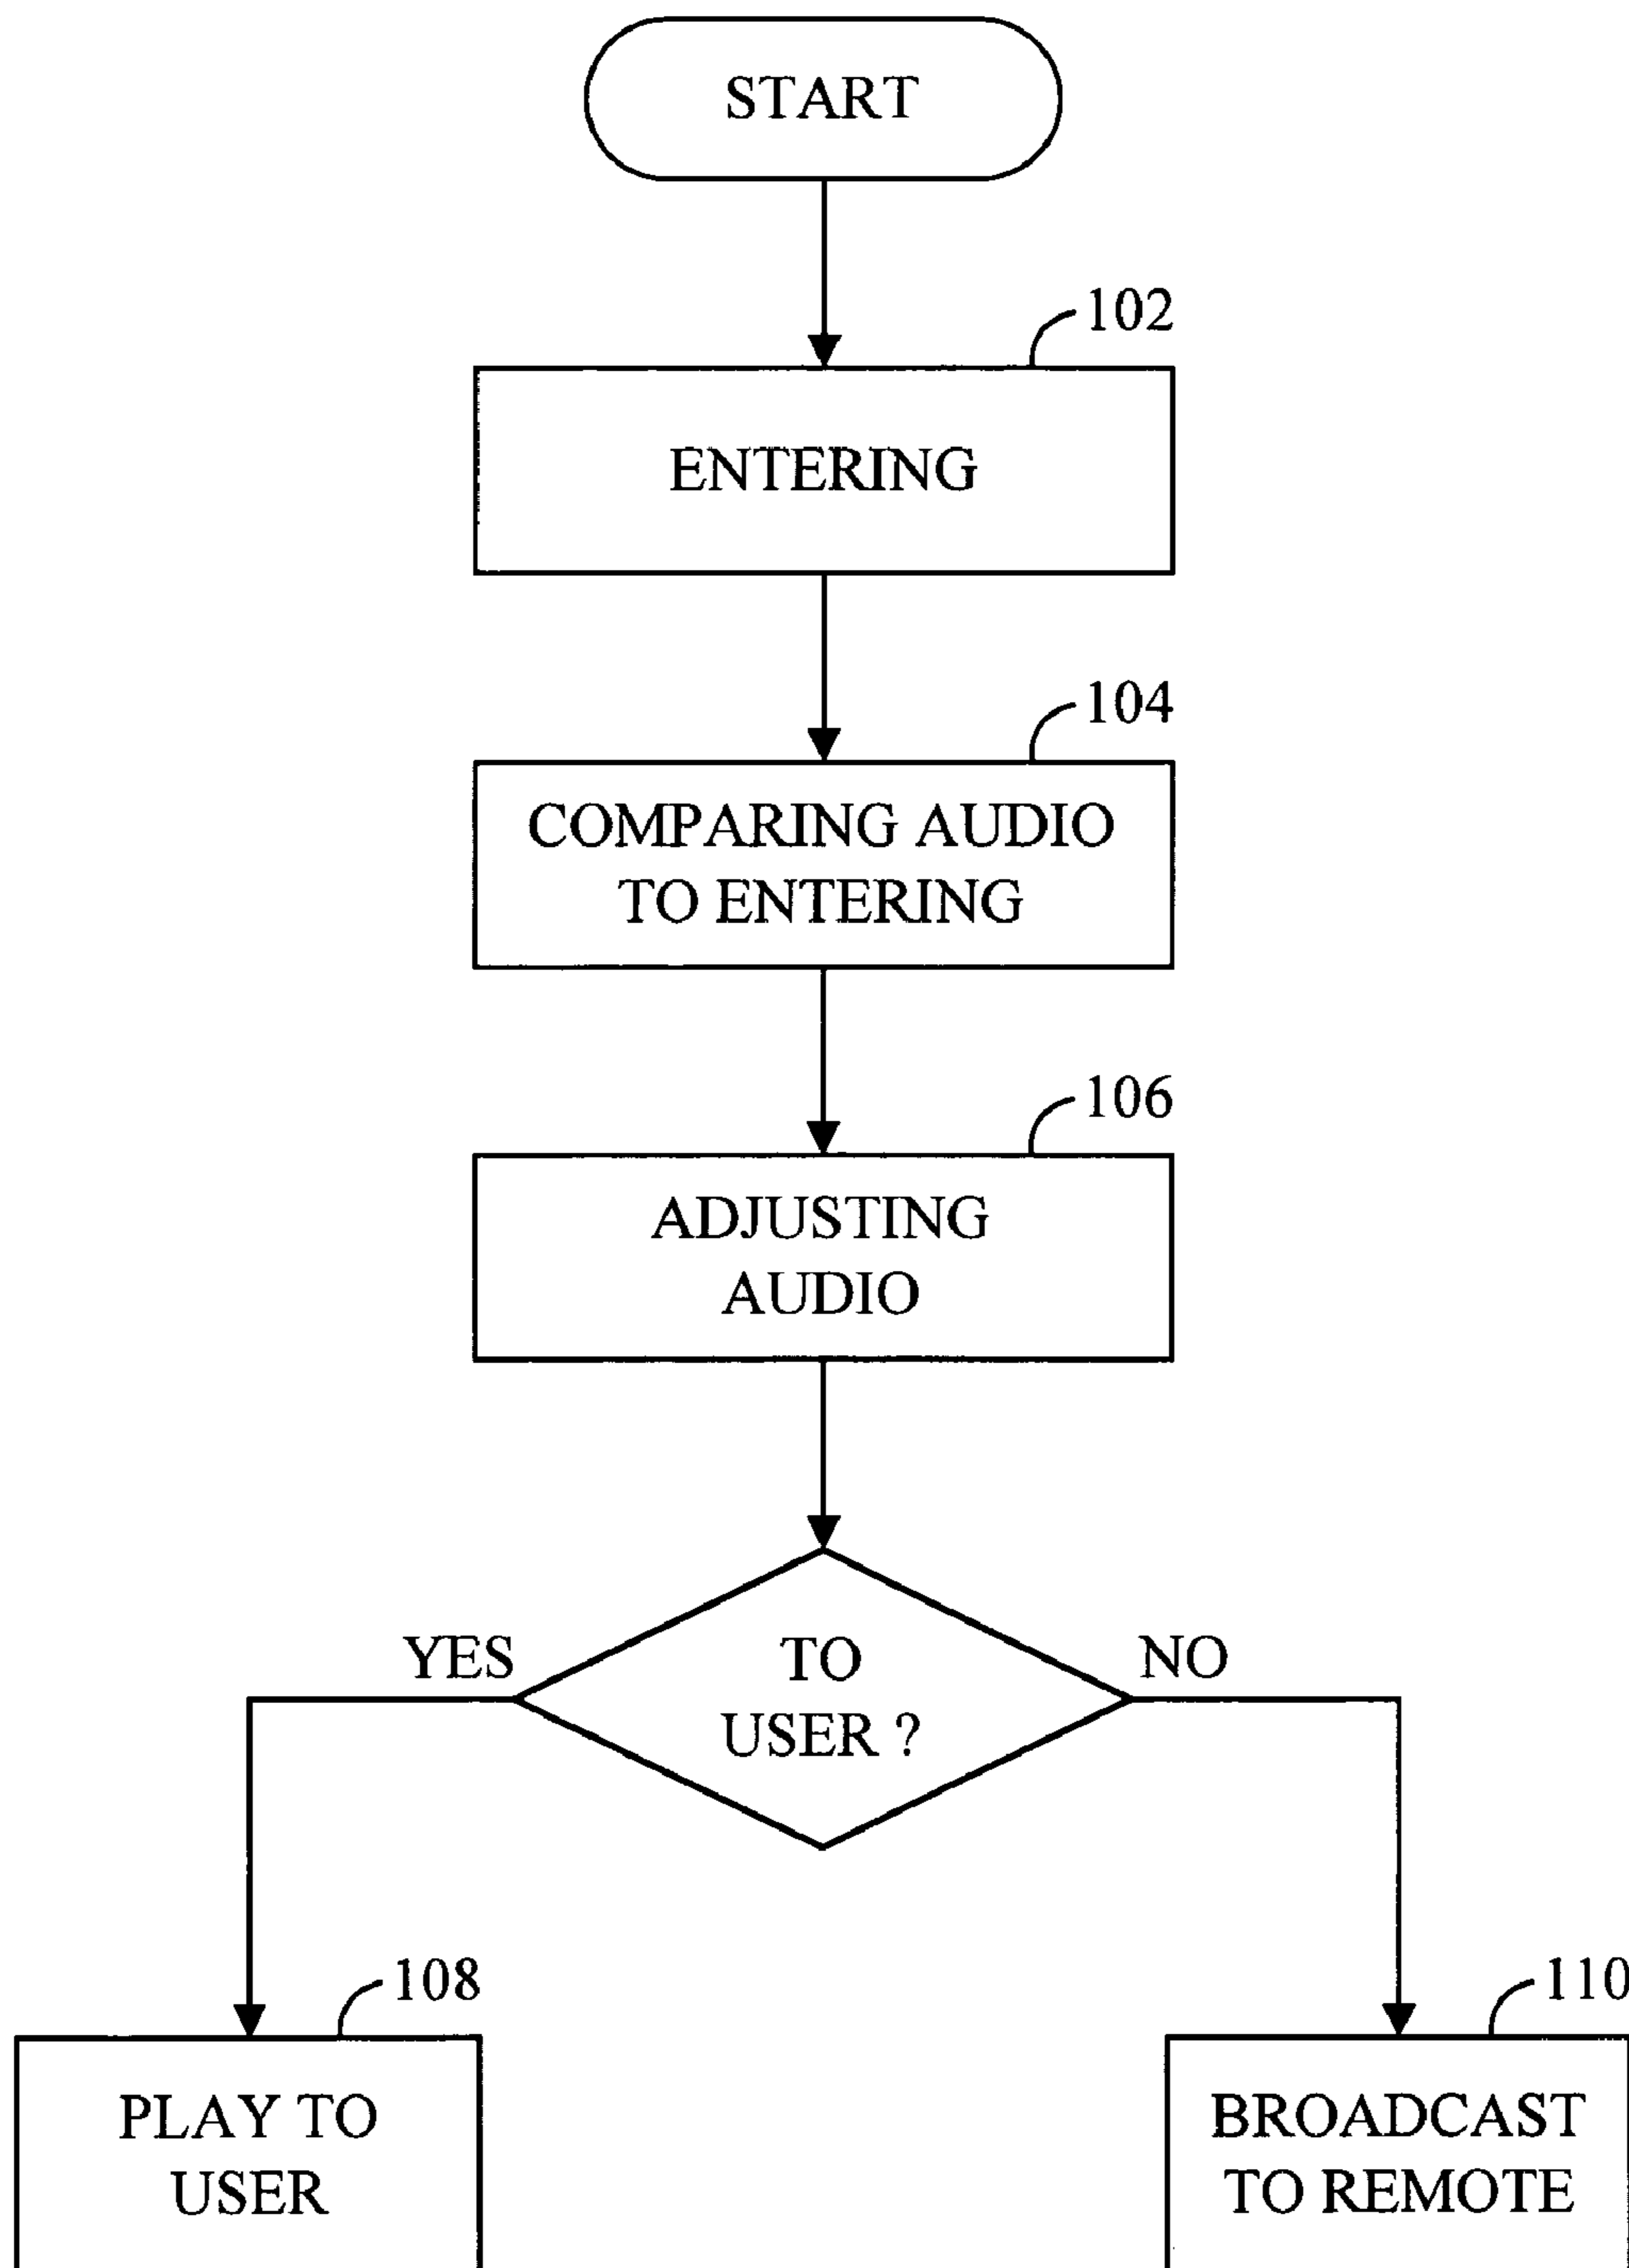 START
102
ENTERING
104
COMPARING AUDIO
TO ENTERING
106
ADJUSTING
AUDIO
YES
TO
USER ?
NO
108
PLAY TO
USER
110
BROADCAST
TO REMOTE